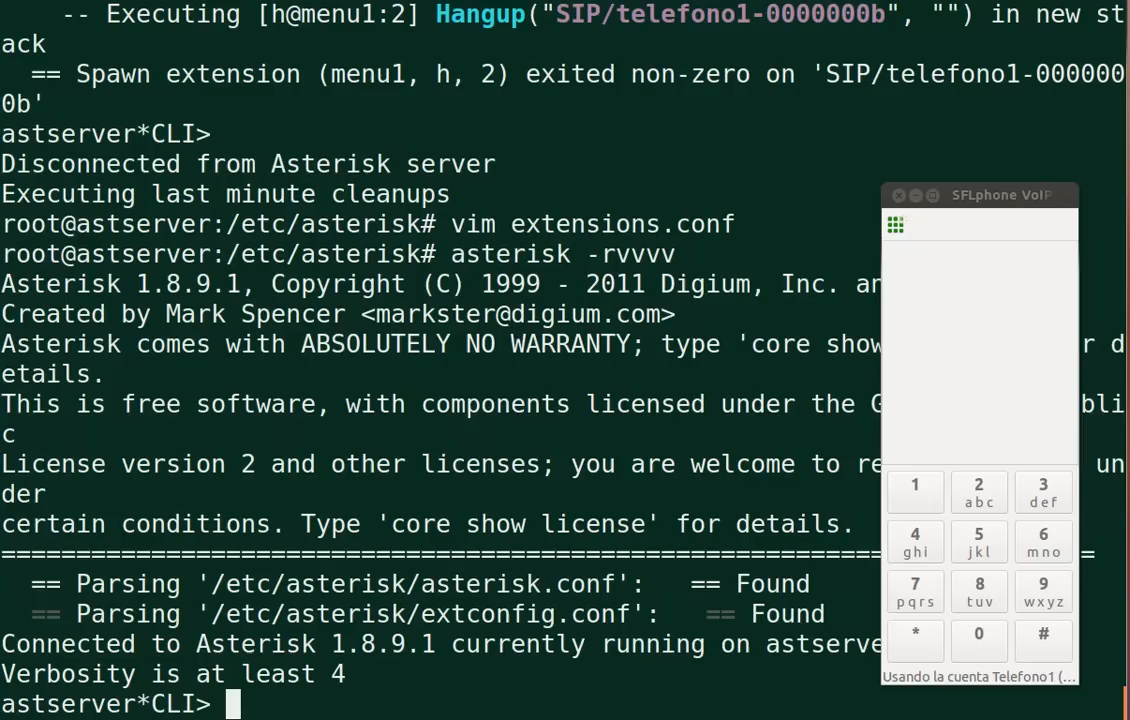 -- Executing [h@menu1:2] Hangup("SIP/telefono1-0000000b", "") in new st
ack
== Spawn extension (menu1, h, 2) exited non-zero on 'SIP/telefono1-000000
0b'
astserver*CLI>
Disconnected from Asterisk server
Executing last minute cleanups
root@astserver:/etc/asterisk# vim extensions.conf
root@astserver:/etc/asterisk# asterisk -rvvvv
Asterisk 1.8.9.1, Copyright (C) 1999 - 2011 Digium, Inc. an
Created by Mark Spencer <markster@digium.com>
Asterisk comes with ABSOLUTELY NO WARRANTY; type 'core show r d
etails.
This is free software, with components licensed under the G bli
c
License version 2 and other licenses; you are welcome to re un
der
certain conditions. Type 'core show license' for details.
=========================================================================
== Parsing '/etc/asterisk/asterisk.conf': == Found
== Parsing '/etc/asterisk/extconfig.conf': == Found
Connected to Asterisk 1.8.9.1 currently running on astserve
Verbosity is at least 4
astserver*CLI>
SFLphone VoIP
1
2 abc
3 def
4 ghi
5 jkl
6 mno
7 pqrs
8 tuv
9 wxyz
*
0
#
Usando la cuenta Telefono1 (...